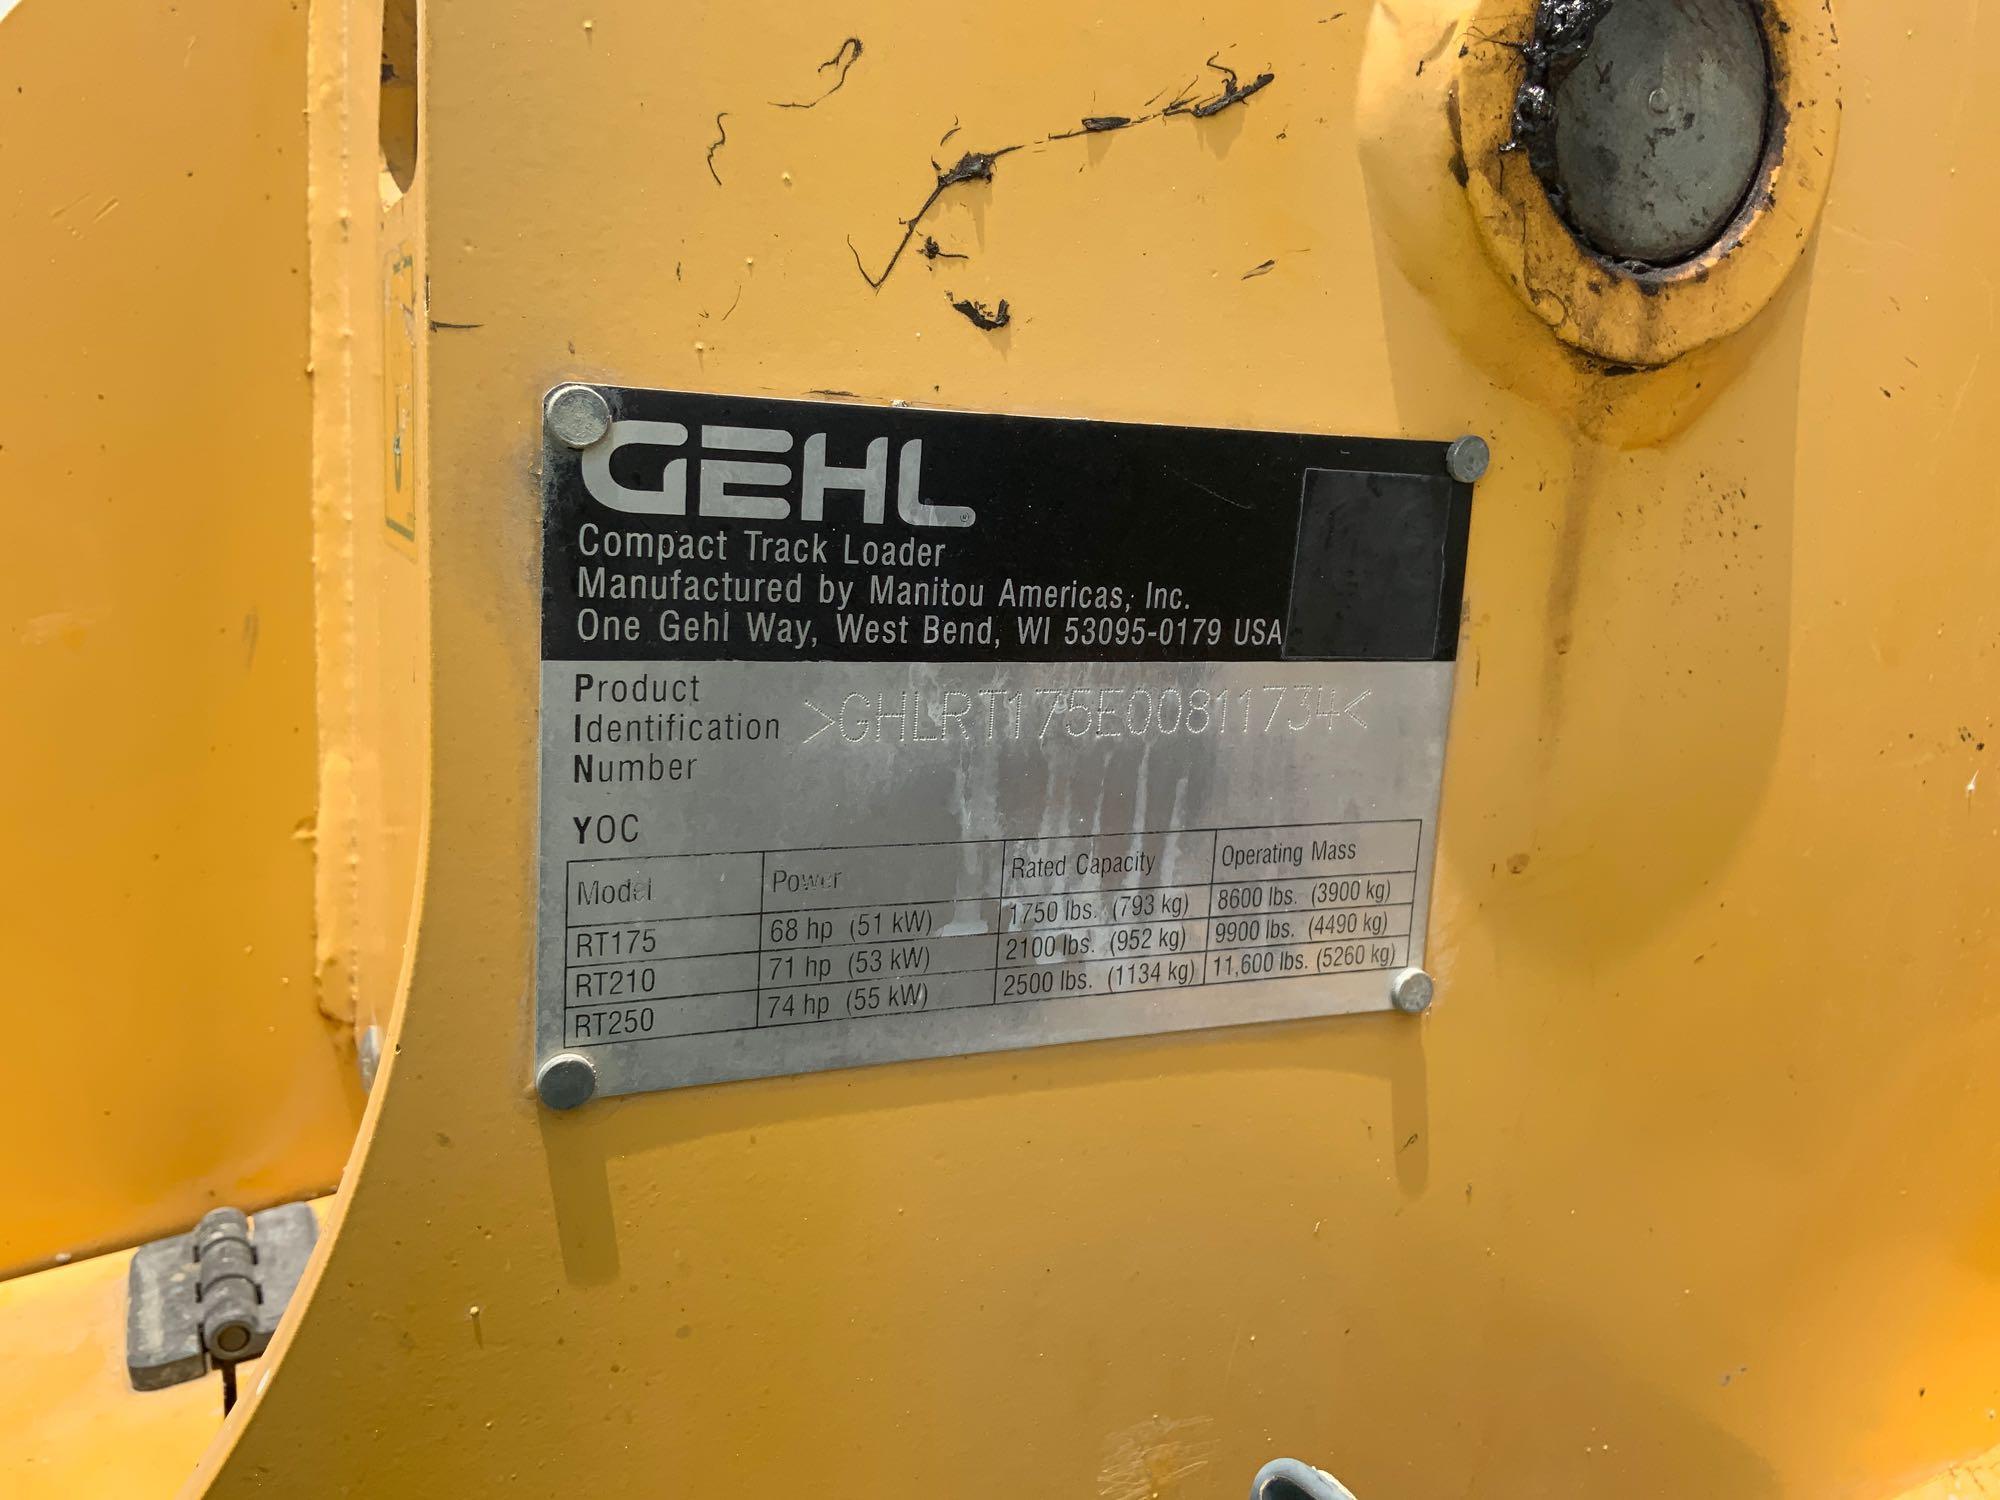 GEHL®
Compact Track Loader
Manufactured by Manitou Americas, Inc.
One Gehl Way, West Bend, WI 53095-0179 USA
Product
Identification >GHLRT175E00811734<
Number
YOC
Model Power Rated Capacity Operating Mass
RT175 68 hp (51 kW) 1750 lbs. (793 kg) 8600 lbs. (3900 kg)
RT210 71 hp (53 kW) 2100 lbs. (952 kg) 9900 lbs. (4490 kg)
RT250 74 hp (55 kW) 2500 lbs. (1134 kg) 11,600 lbs. (5260 kg)